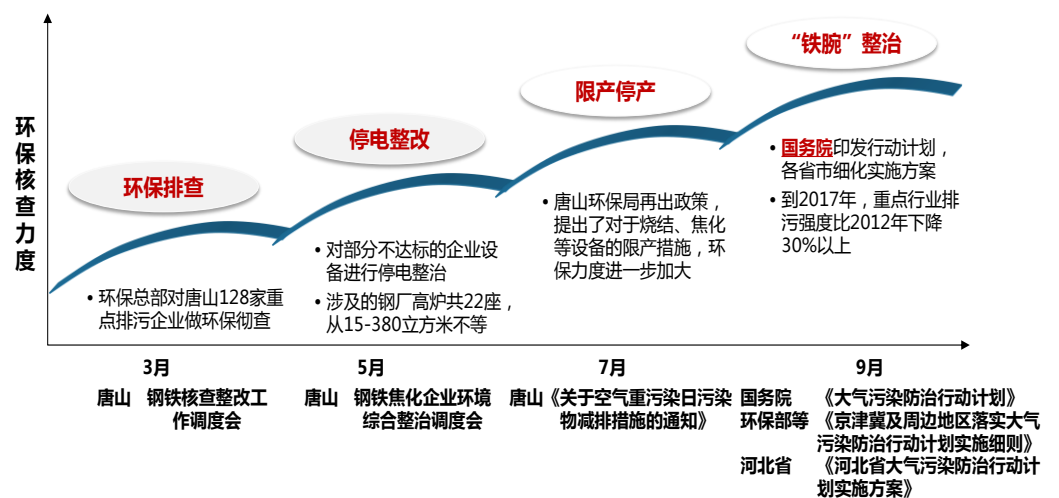 环保核查力度
环保排查
• 环保总部对唐山128家重
点排污企业做环保彻查
停电整改
• 对部分不达标的企业设
备进行停电整治
• 涉及的钢厂高炉共22座，
从15-380立方米不等
限产停产
• 唐山环保局再出政策，
提出了对于烧结、焦化
等设备的限产措施，环
保力度进一步加大
“铁腕”整治
• 国务院印发行动计划，
各省市细化实施方案
• 到2017年，重点行业排
污强度比2012年下降
30%以上
3月
唐山 钢铁核查整改工
作调度会
5月
唐山 钢铁焦化企业环境
综合整治调度会
7月
唐山《关于空气重污染日污染
物减排措施的通知》
9月
国务院 《大气污染防治行动计划》
环保部等 《京津冀及周边地区落实大气
污染防治行动计划实施细则》
河北省 《河北省大气污染防治行动计
划实施方案》